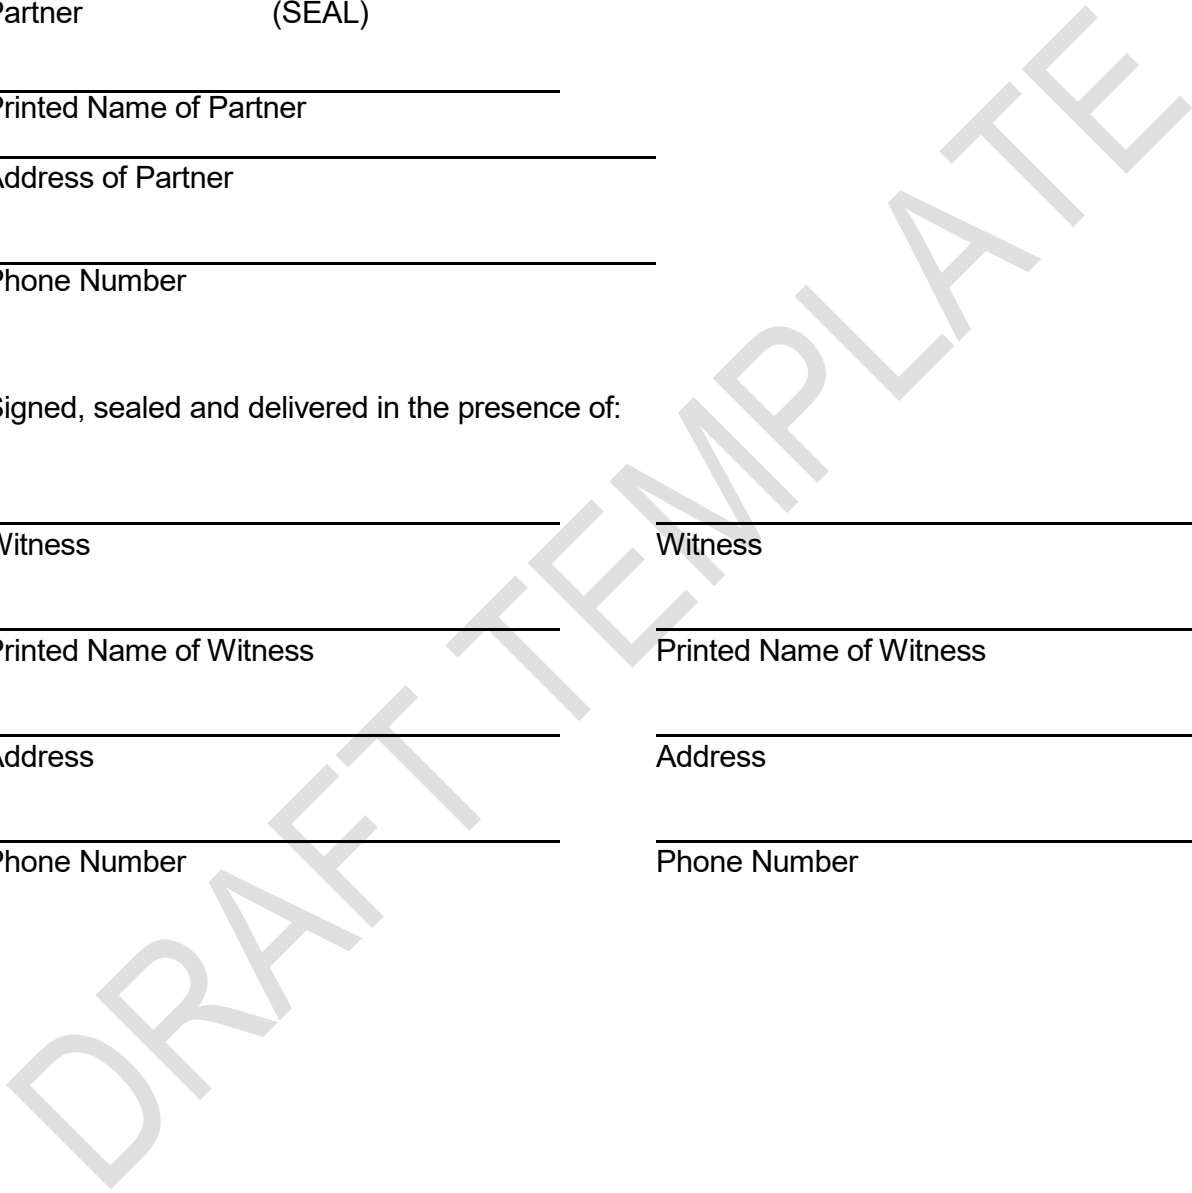 Partner (SEAL)
Printed Name of Partner
Address of Partner
Phone Number
Signed, sealed and delivered in the presence of:
Witness Witness
Printed Name of Witness Printed Name of Witness
Address Address
Phone Number Phone Number
DRAFT TEMPLATE